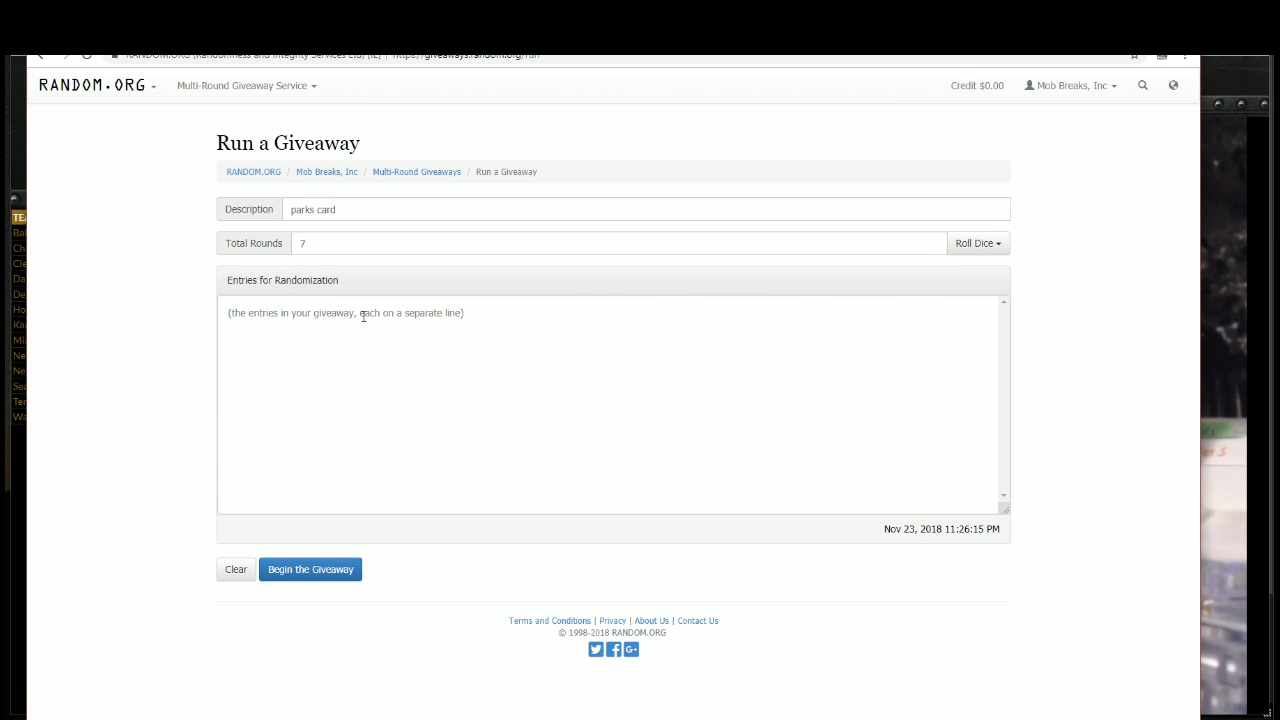 RANDOM.ORG
Multi-Round Giveaway Service
Credit $0.00
Mob Breaks, Inc
Run a Giveaway
RANDOM.ORG / Mob Breaks, Inc / Multi-Round Giveaways / Run a Giveaway
Description parks card
Total Rounds 7 Roll Dice
Entries for Randomization
(the entries in your giveaway, each on a separate line)
Nov 23, 2018 11:26:15 PM
Clear Begin the Giveaway
Terms and Conditions | Privacy | About Us | Contact Us
© 1998-2018 RANDOM.ORG